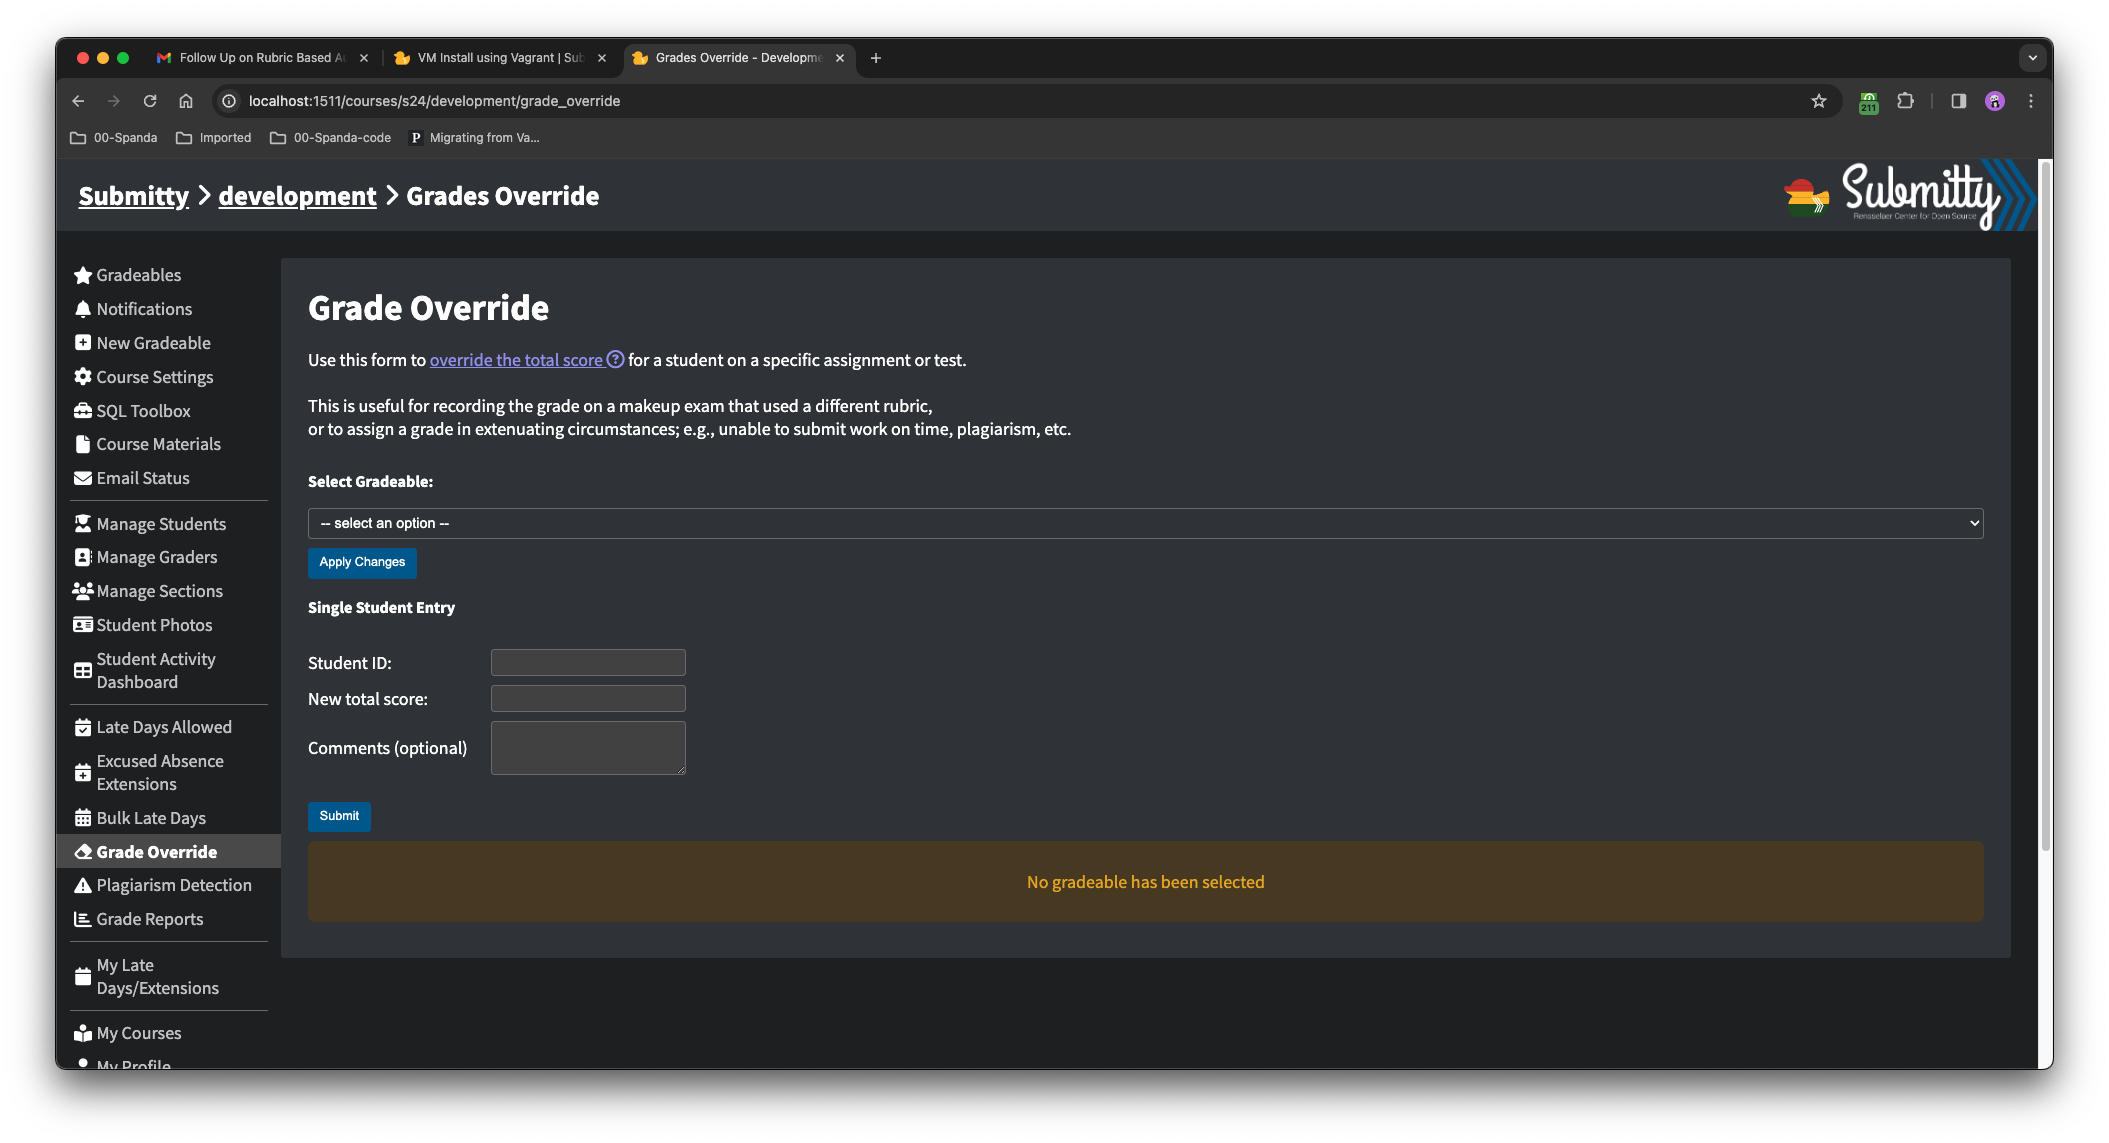 Follow Up on Rubric Based A
VM Install using Vagrant | Sub
Grades Override - Developme
localhost:1511/courses/s24/development/grade_override
211
00-Spanda
Imported
00-Spanda-code
P
Migrating from Va...
Submitty > development > Grades Override
Submitty
Rensselaer Center for Open Source
Gradeables
Notifications
New Gradeable
Course Settings
SQL Toolbox
Course Materials
Email Status
Manage Students
Manage Graders
Manage Sections
Student Photos
Student Activity
Dashboard
Late Days Allowed
Excused Absence
Extensions
Bulk Late Days
Grade Override
Plagiarism Detection
Grade Reports
My Late
Days/Extensions
My Courses
My Profile
Grade Override
Use this form to override the total score for a student on a specific assignment or test.
This is useful for recording the grade on a makeup exam that used a different rubric,
or to assign a grade in extenuating circumstances; e.g., unable to submit work on time, plagiarism, etc.
Select Gradeable:
-- select an option --
Apply Changes
Single Student Entry
Student ID:
New total score:
Comments (optional)
Submit
No gradeable has been selected